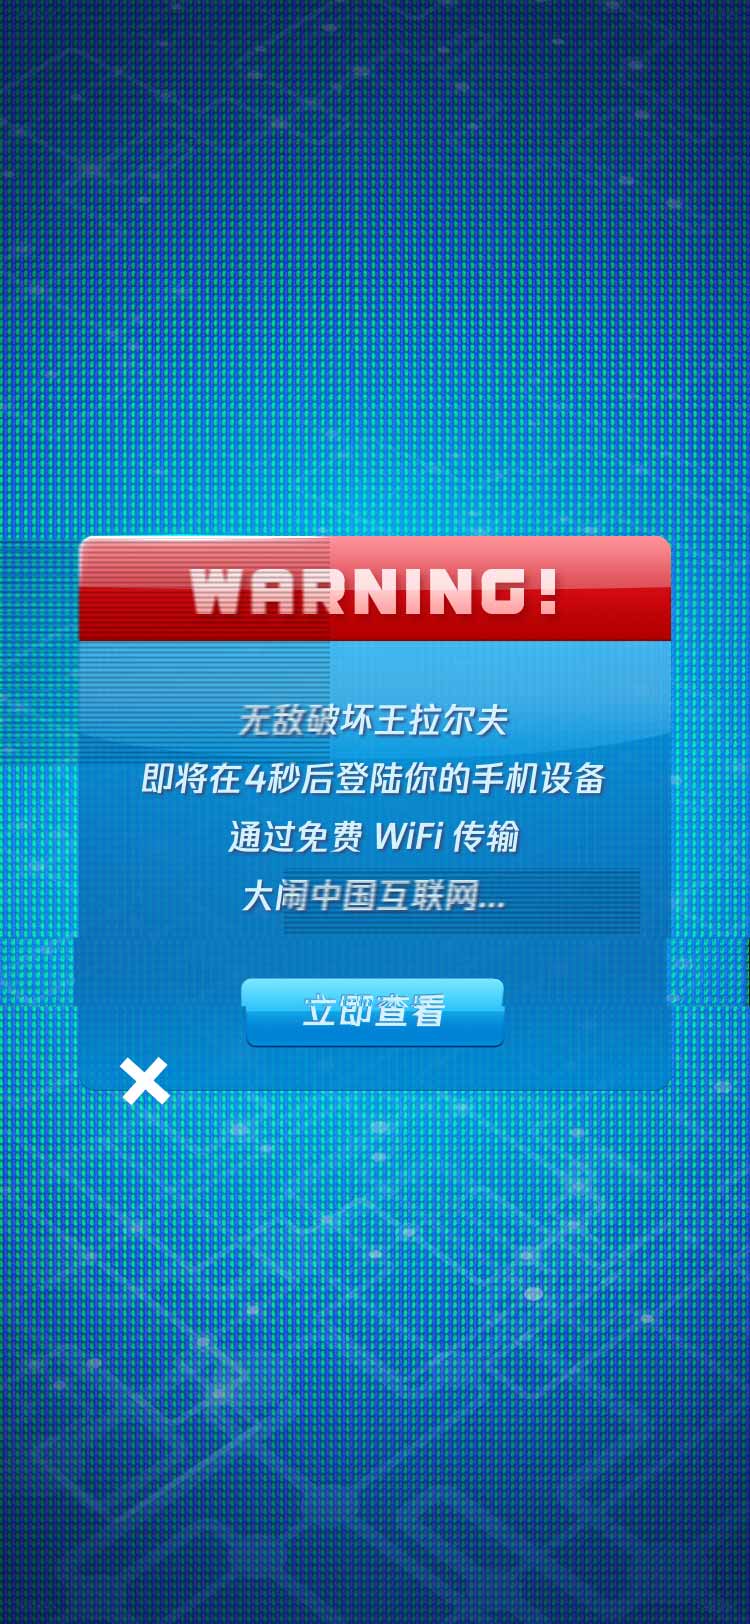 WARNING!
无敌破坏王拉尔夫
即将在4秒后登陆你的手机设备
通过免费 WiFi 传输
大闹中国互联网...
立即查看